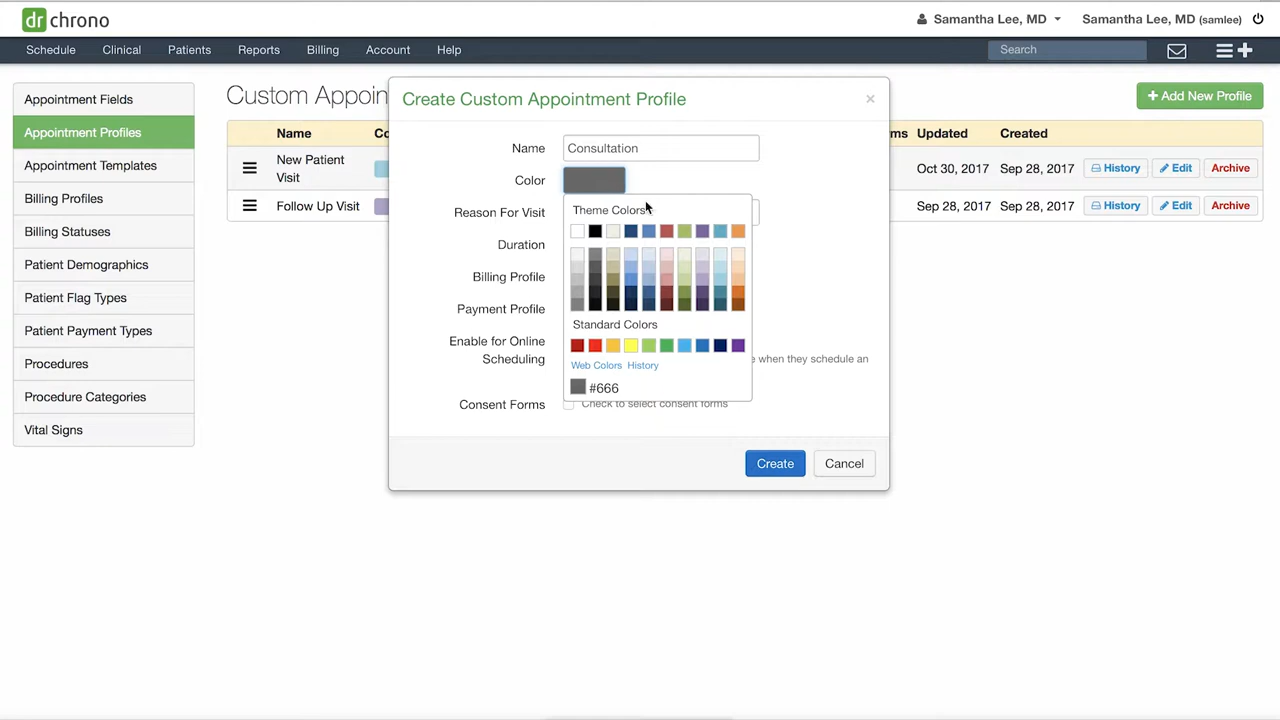 dr chrono
Samantha Lee, MD
Samantha Lee, MD (samlee)
Schedule Clinical Patients Reports Billing Account Help
Search
Appointment Fields
Appointment Profiles
Appointment Templates
Billing Profiles
Billing Statuses
Patient Demographics
Patient Flag Types
Patient Payment Types
Procedures
Procedure Categories
Vital Signs
Custom Appoin
+ Add New Profile
Name Co ms Updated Created
New Patient
Visit
Oct 30, 2017 Sep 28, 2017 History Edit Archive
Follow Up Visit Sep 28, 2017 Sep 28, 2017 History Edit Archive
Create Custom Appointment Profile ×
Name Consultation
Color
Reason For Visit
Duration
Billing Profile
Payment Profile
Enable for Online
Scheduling
e when they schedule an
Consent Forms
Check to select consent forms
Theme Colors
Standard Colors
Web Colors History
#666
Create Cancel